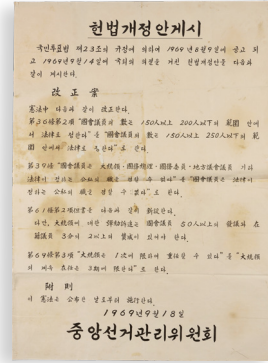 헌법개정안게시
국민투표법 제23조의 규정에 의하여 1969년 8월 9일에 공고되
고 1969년 9월 14일에 국회의 의결을 거친 헌법개정안을 다음과
같이 게시한다.
改正案
憲法中 다음과 같이 改正한다.
第36條第2項 "國會議員의 數는 150人以上 200人以下의 範圍 안에
서 法律로 定한다"를 "國會議員의 數는 150人以上 250人以下의 範
圍 안에서 法律로 定한다"로 한다.
第39條 "國會議員은 大統領·國務總理·國務委員·地方議會議員 기타
法律이 정하는 公私의 職을 겸할 수 없다"를 "國會議員은 法律이
정하는 公私의 職을 겸할 수 없다"로 한다.
第61條第2項但書를 다음과 같이 新設한다.
다만, 大統領에 대한 彈劾訴追는 國會議員 50人以上의 發議와 在
籍議員 3分의 2以上의 贊成이 있어야 한다.
第69條第3項 "大統領은 1次에 限하여 重任할 수 있다"를 "大統領
의 계속 在任은 3期에 限한다"로 한다.
附則
이 憲法은 公布한 날로부터 施行한다.
1969년 9월 18일
중앙선거관리위원회